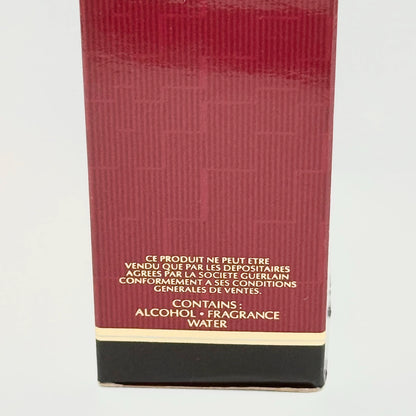 CE PRODUIT NE PEUT ETRE
VENDU QUE PAR LES DEPOSITAIRES
AGREES PAR LA SOCIETE GUERLAIN
CONFORMEMENT A SES CONDITIONS
GENERALES DE VENTES.
CONTAINS:
ALCOHOL • FRAGRANCE
WATER